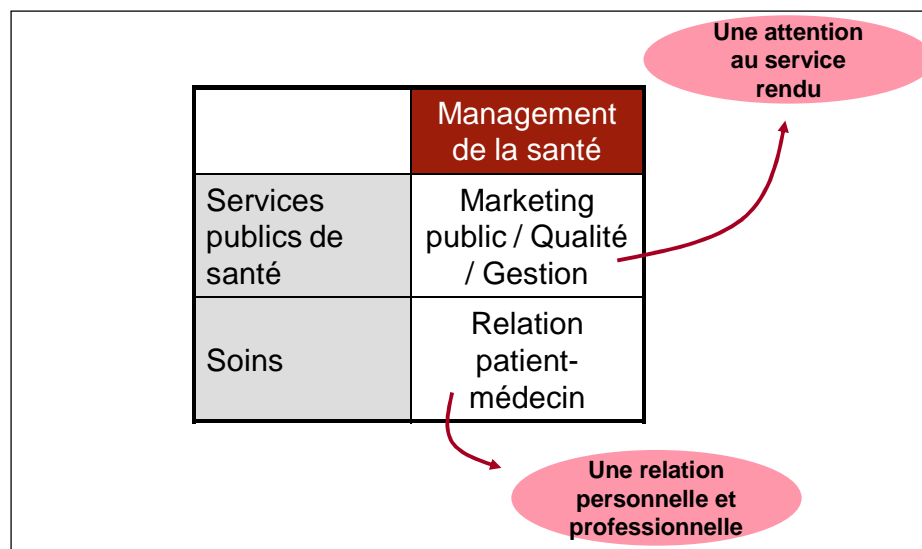 Une attention
au service
rendu
Management
de la santé
Services
publics de
santé
Marketing
public / Qualité
/ Gestion
Soins
Relation
patient-
médecin
Une relation
personnelle et
professionnelle